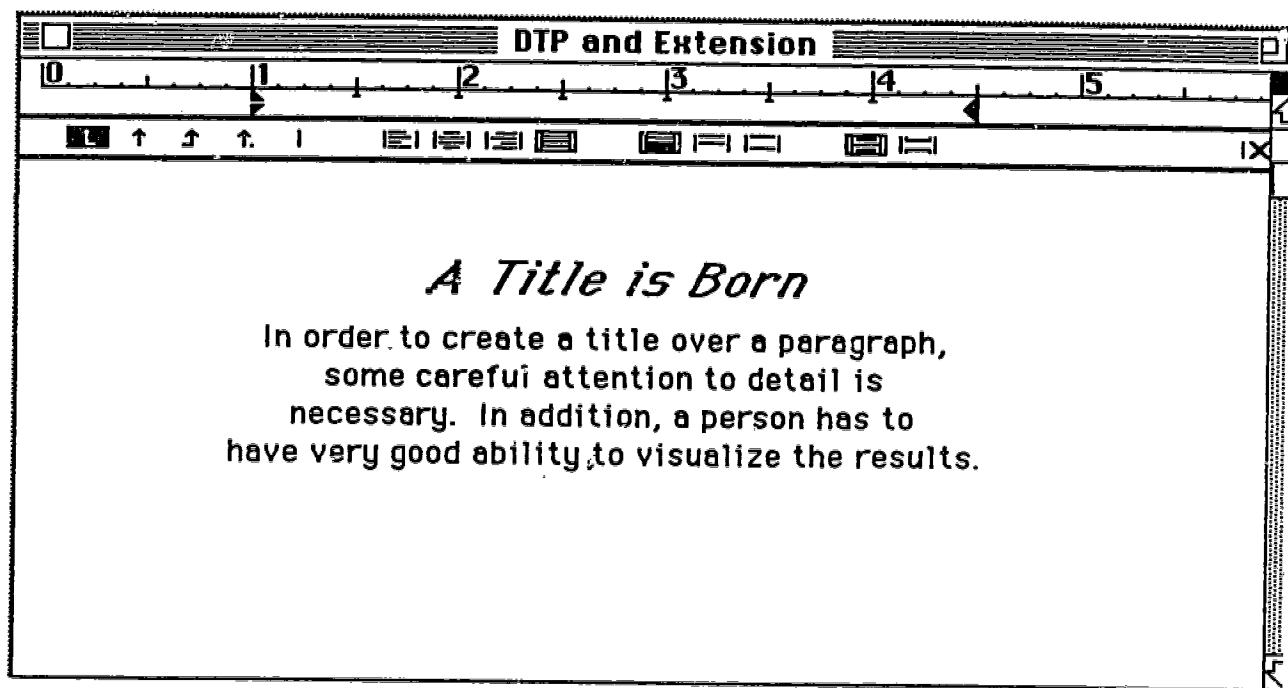 DTP and Extension
0 1 2 3 4 5
A Title is Born
In order to create a title over a paragraph,
some careful attention to detail is
necessary.  In addition, a person has to
have very good ability to visualize the results.